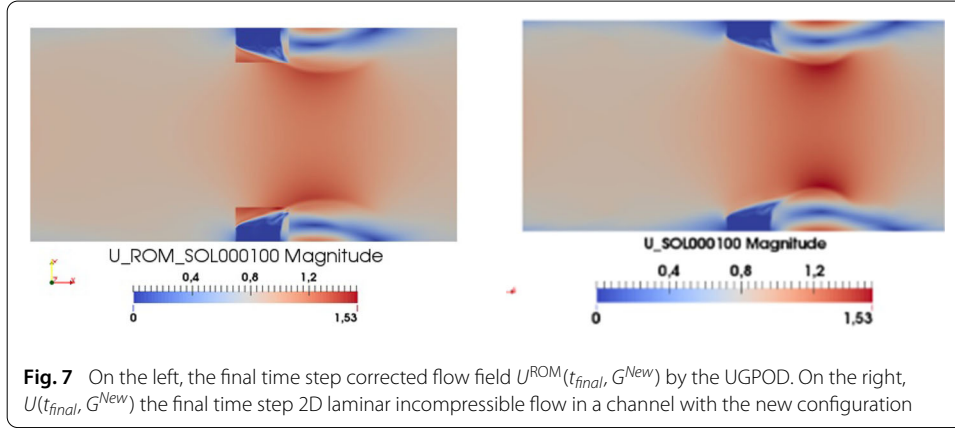 U_ROM_SOL000100 Magnitude
0,4 0,8 1,2
0 1,53
U_SOL000100 Magnitude
0,4 0,8 1,2
0 1,53
Fig. 7 On the left, the final time step corrected flow field U^ROM(t_final, G^New) by the UGPOD. On the right,
U(t_final, G^New) the final time step 2D laminar incompressible flow in a channel with the new configuration